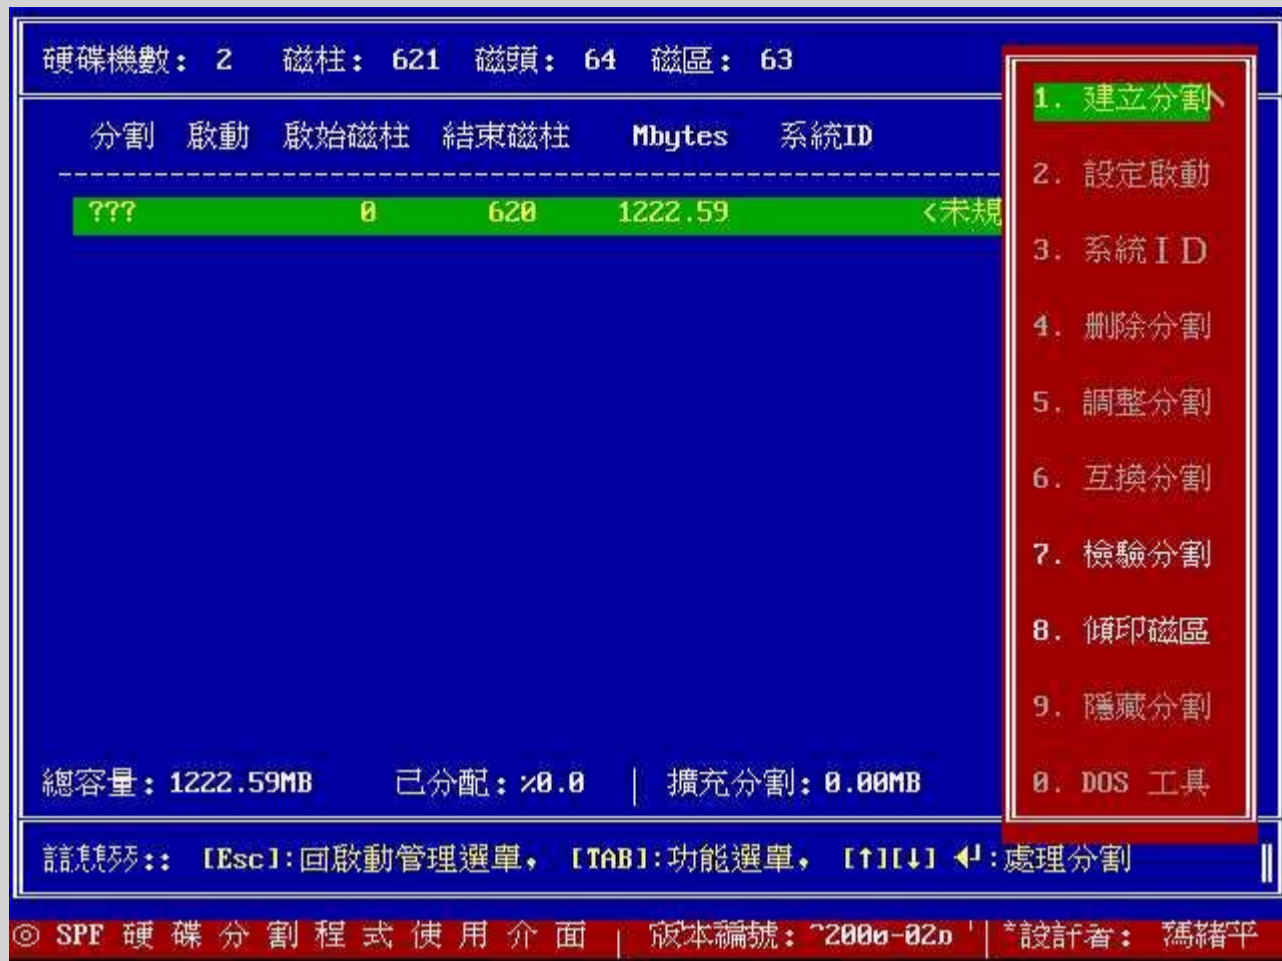 硬碟機數: 2 磁柱: 621 磁頭: 64 磁區: 63
分割 啟動 啟始磁柱 結束磁柱 Mbytes 系統ID
??? 0 620 1222.59 <未規
1. 建立分割
2. 設定啟動
3. 系統ＩＤ
4. 刪除分割
5. 調整分割
6. 互換分割
7. 檢驗分割
8. 傾印磁區
9. 隱藏分割
0. DOS 工具
總容量: 1222.59MB 已分配: %0.0 | 擴充分割: 0.00MB
:: [Esc]:回啟動管理選單, [TAB]:功能選單, [↑][↓] ↵:處理分割
◎ SPF 硬碟分割程式使用介面 | 版本編號: | 設計者: